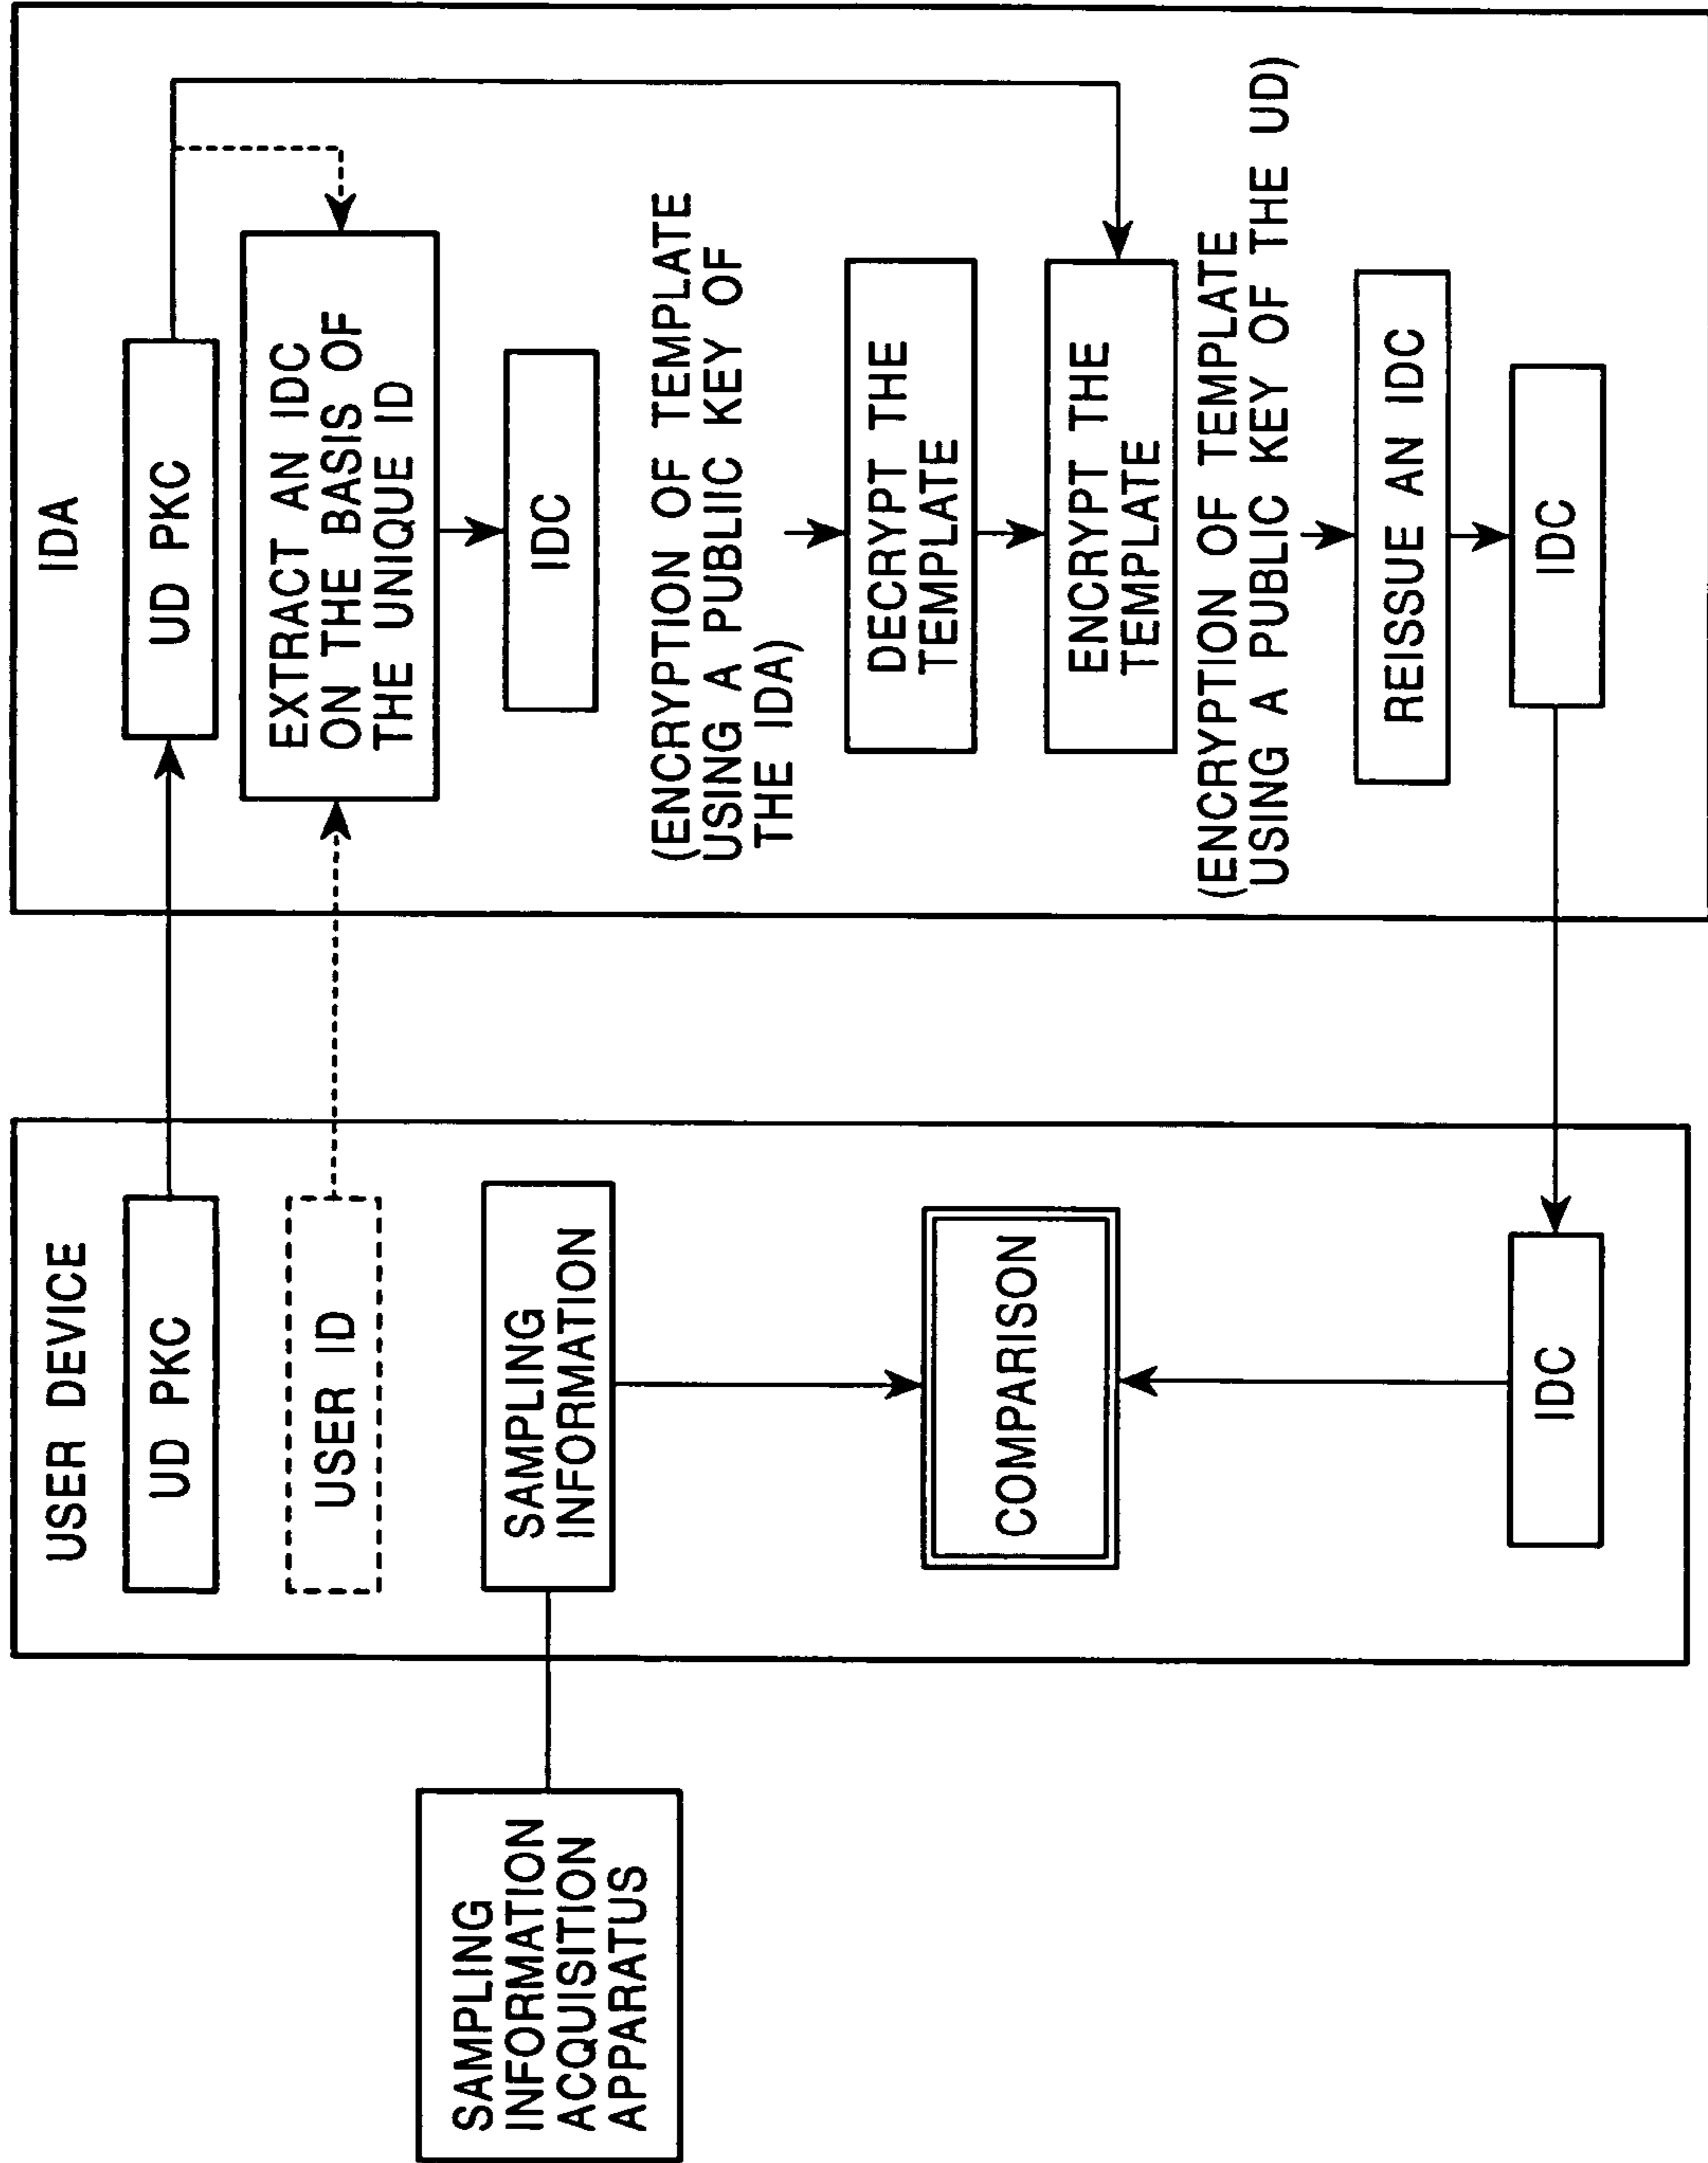 SAMPLING
INFORMATION
ACQUISITION
APPARATUS
USER DEVICE
UD PKC
USER ID
SAMPLING
INFORMATION
COMPARISON
IDC
IDA
UD PKC
EXTRACT AN IDC
ON THE BASIS OF
THE UNIQUE ID
IDC
(ENCRYPTION OF TEMPLATE
USING A PUBLIIC KEY OF
THE IDA)
DECRYPT THE
TEMPLATE
ENCRYPT THE
TEMPLATE
(ENCRYPTION OF TEMPLATE
USING A PUBLIC KEY OF THE UD)
REISSUE AN IDC
IDC